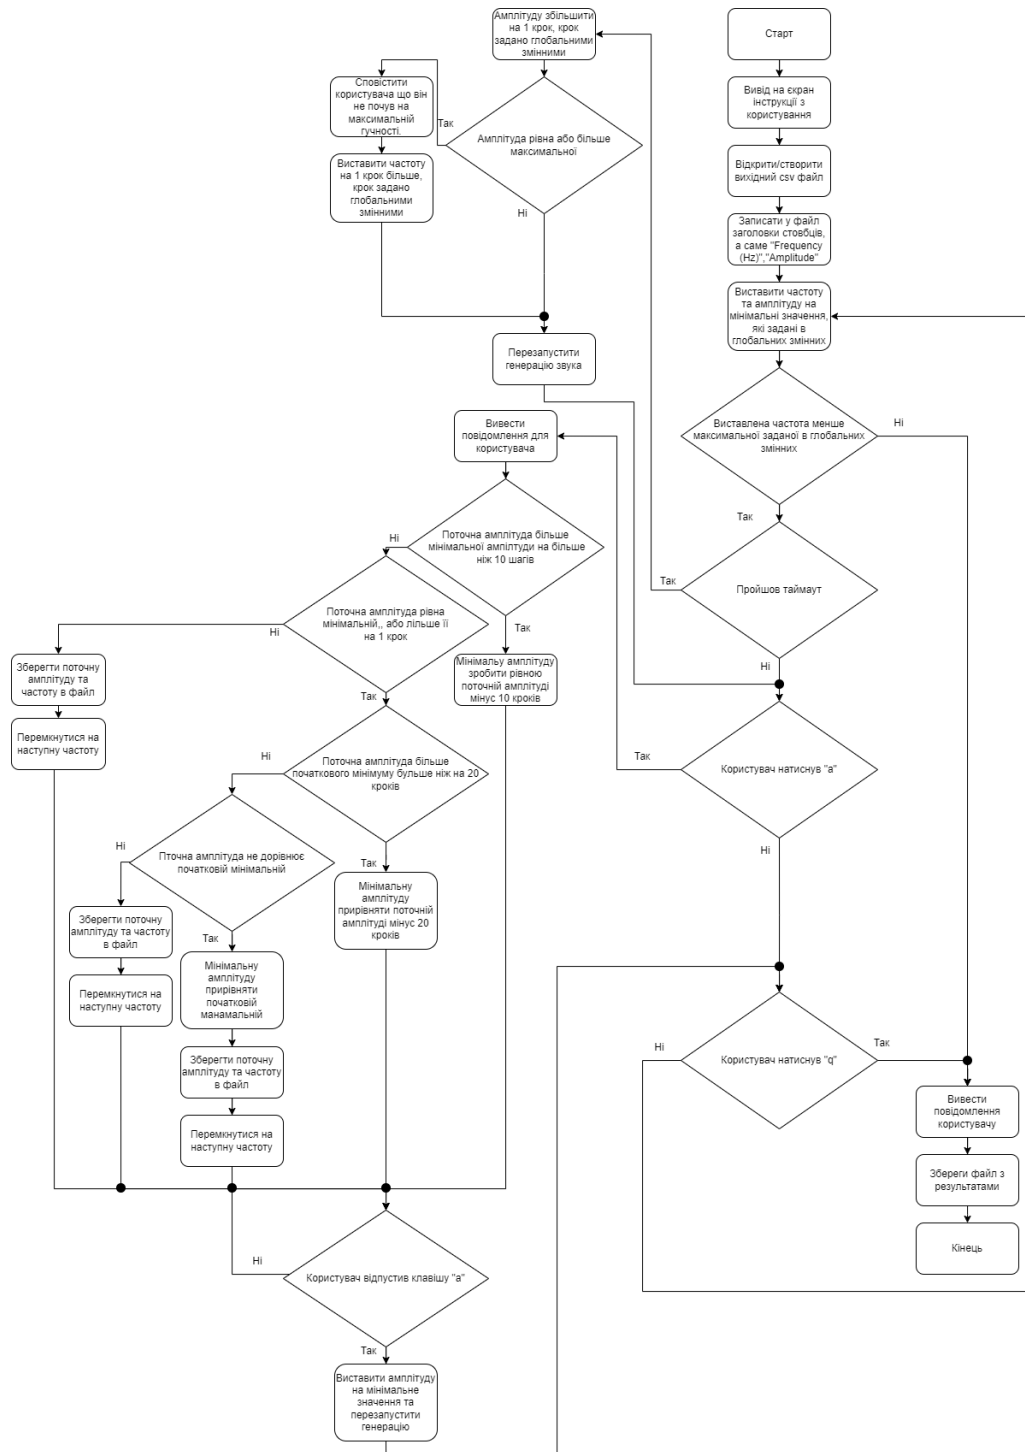 Старт
Вивід на єкран
інструкції з
користування
Відкрити/створити
вихідний csv файл
Записати у файл
заголовки стовбців,
а саме "Frequency
(Hz)","Amplitude"
Виставити частоту
та амплітуду на
мінімальні значення,
які задані в
глобальних змінних
Виставлена частота менше
максимальної заданої в глобальних
змінних
Ні
Так
Пройшов таймаут
Так
Ні
Амплітуду збільшити
на 1 крок, крок
задано глобальними
змінними
Амплітуда рівна або більше
максимальної
Так
Ні
Сповістити
користувача що він
не почув на
максимальній
гучності.
Виставити частоту
на 1 крок більше,
крок задано
глобальними
змінними
Перезапустити
генерацію звука
Користувач натиснув "a"
Так
Ні
Вивести
повідомлення для
користувача
Поточна амплітуда більше
мінімальної ампілтуди на більше
ніж 10 шагів
Ні
Так
Мінімальу амплітуду
зробити рівною
поточній амплітуді
мінус 10 кроків
Поточна амплітуда рівна
мінімальній,, або лільше її
на 1 крок
Ні
Так
Зберегти поточну
амплітуду та
частоту в файл
Перемкнутися на
наступну частоту
Поточна амплітуда більше
початкового мінімуму бульше ніж на 20
кроків
Ні
Так
Мінімальну
амплітуду
прирівняти поточній
амплітуді мінус 20
кроків
Пточна амплітуда не дорівнює
початковій мінімальній
Ні
Так
Зберегти поточну
амплітуду та частоту
в файл
Перемкнутися на
наступну частоту
Мінімальну
амплітуду
прирівняти
початковій
манамальній
Зберегти поточну
амплітуду та частоту
в файл
Перемкнутися на
наступну частоту
Користувач відпустив клавішу "a"
Ні
Так
Виставити амплітуду
на мінімальне
значення та
перезапустити
генерацію
Користувач натиснув "q"
Ні
Так
Вивести
повідомлення
користувачу
Збереги файл з
результатами
Кінець